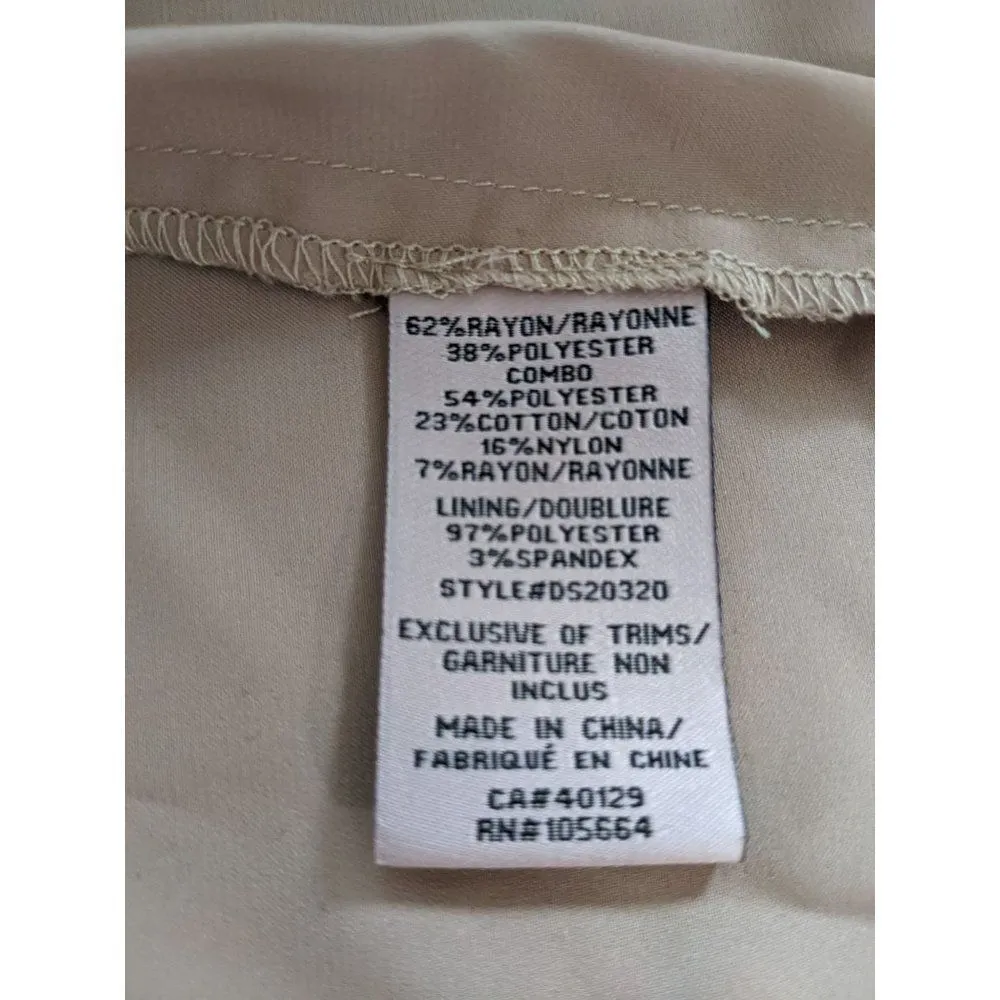 62%RAYON/RAYONNE
38%POLYESTER
COMBO
54%POLYESTER
23%COTTON/COTON
16%NYLON
7%RAYON/RAYONNE
LINING/DOUBLURE
97%POLYESTER
3%SPANDEX
STYLE#DS20320
EXCLUSIVE OF TRIMS/
GARNITURE NON
INCLUS
MADE IN CHINA/
FABRIQUÉ EN CHINE
CA#40129
RN#105664